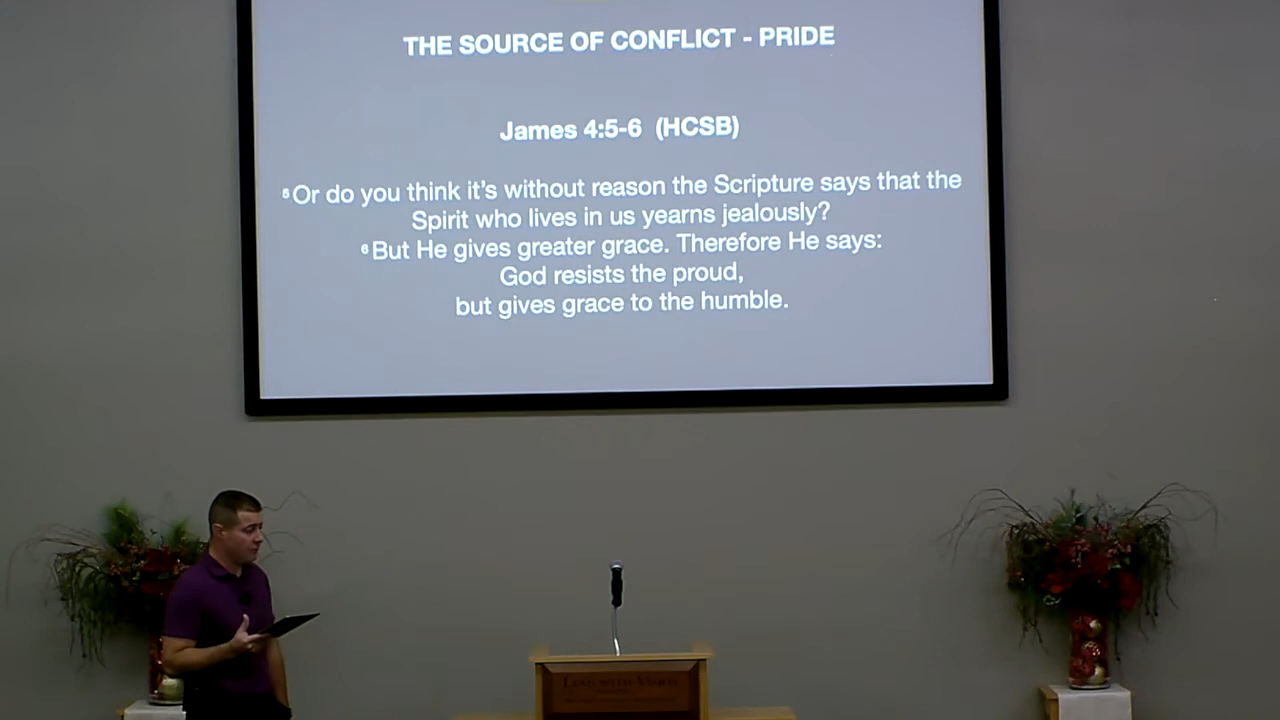 THE SOURCE OF CONFLICT - PRIDE
James 4:5-6 (HCSB)
⁵ Or do you think it's without reason the Scripture says that the
Spirit who lives in us yearns jealously?
⁶ But He gives greater grace. Therefore He says:
God resists the proud,
but gives grace to the humble.